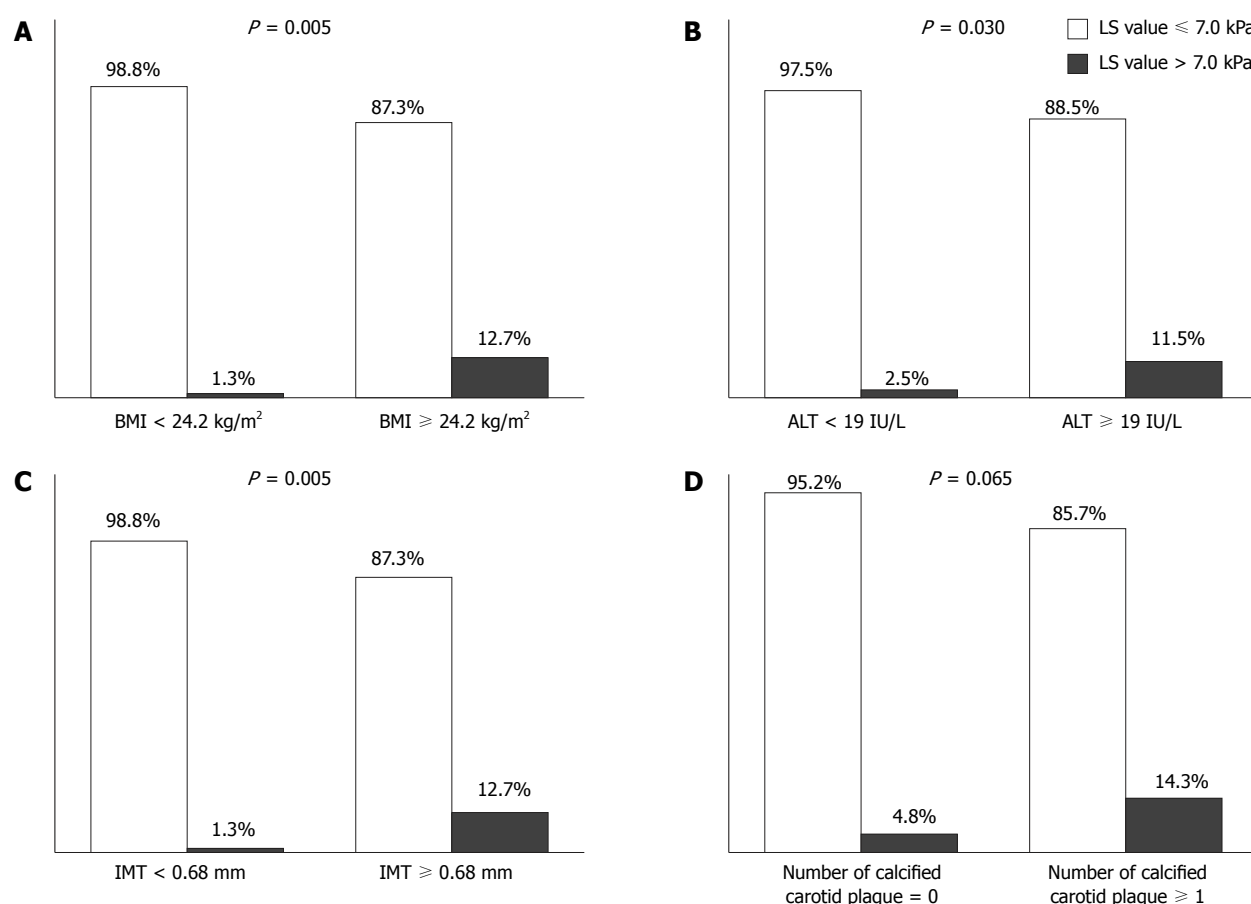 A
P = 0.005
98.8%
1.3%
87.3%
12.7%
BMI < 24.2 kg/m²
BMI ⩾ 24.2 kg/m²
B
P = 0.030
LS value ⩽ 7.0 kPa
LS value > 7.0 kPa
97.5%
2.5%
88.5%
11.5%
ALT < 19 IU/L
ALT ⩾ 19 IU/L
C
P = 0.005
98.8%
1.3%
87.3%
12.7%
IMT < 0.68 mm
IMT ⩾ 0.68 mm
D
P = 0.065
95.2%
4.8%
85.7%
14.3%
Number of calcified
carotid plaque = 0
Number of calcified
carotid plaque ⩾ 1